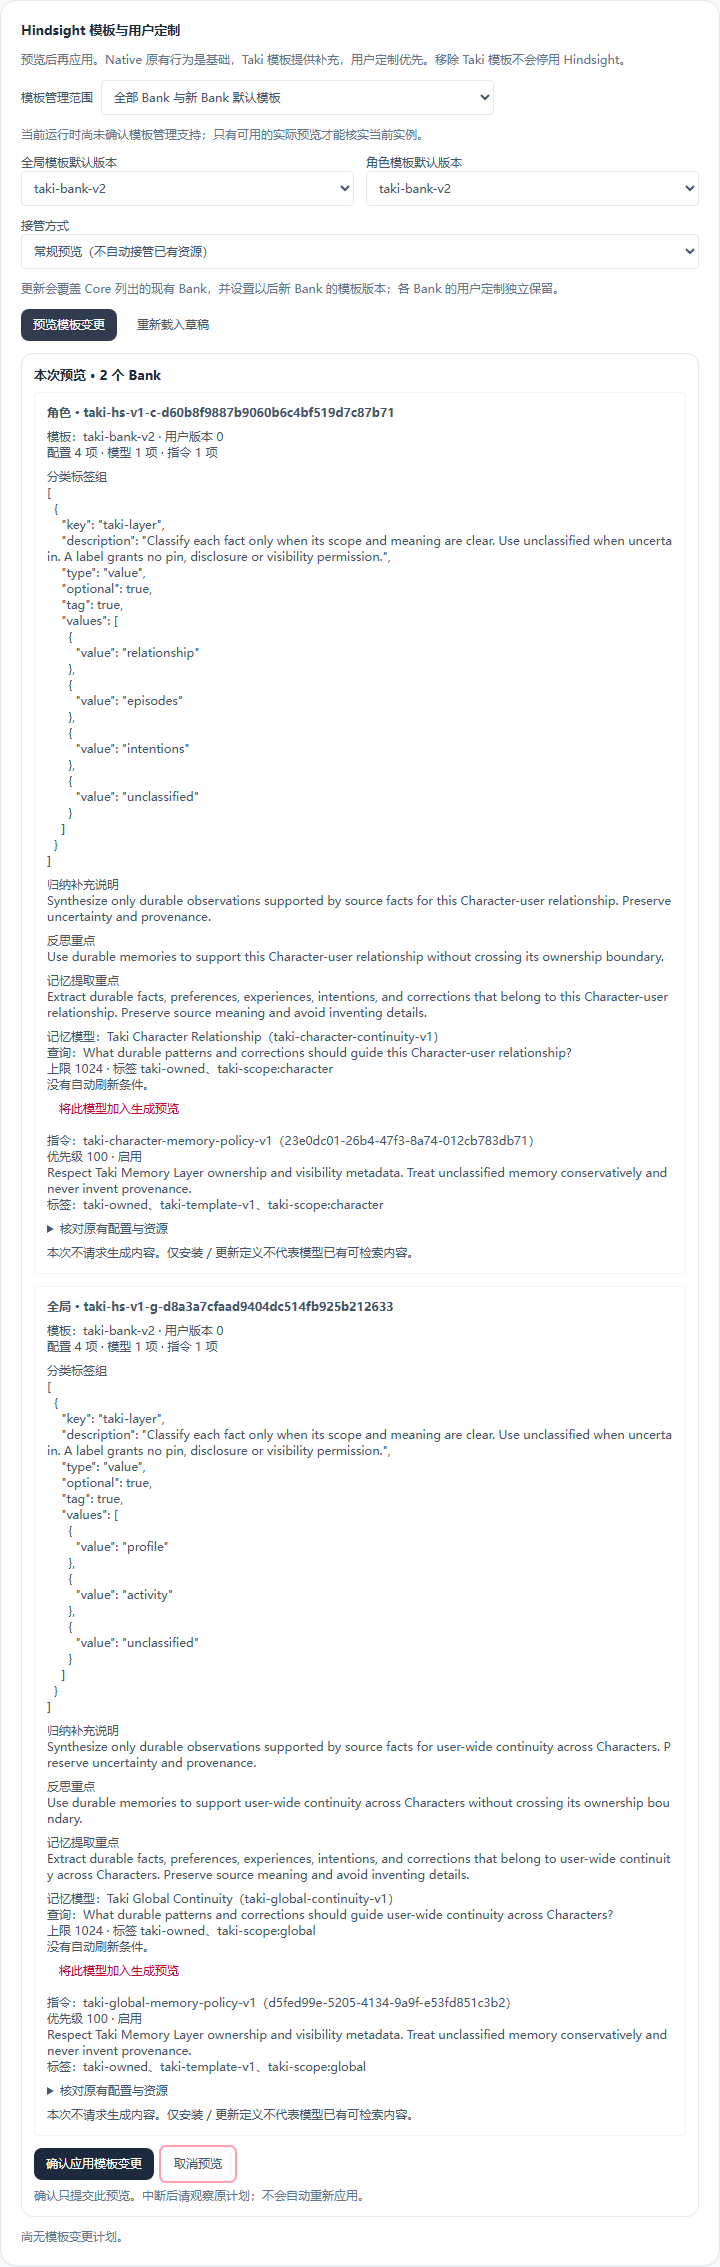 Hindsight 模板与用户定制
预览后再应用。Native 原有行为是基础，Taki 模板提供补充，用户定制优先。移除 Taki 模板不会停用 Hindsight。
模板管理范围 全部 Bank 与新 Bank 默认模板
当前运行时尚未确认模板管理支持；只有可用的实际预览才能核实当前实例。
全局模板默认版本 角色模板默认版本
taki-bank-v2 taki-bank-v2
接管方式
常规预览（不自动接管已有资源）
更新会覆盖 Core 列出的现有 Bank，并设置以后新 Bank 的模板版本；各 Bank 的用户定制独立保留。
预览模板变更 重新载入草稿
本次预览 • 2 个 Bank
角色 • taki-hs-v1-c-d60b8f9887b9060b6c4bf519d7c87b71
模板：taki-bank-v2 · 用户版本 0
配置 4 项 · 模型 1 项 · 指令 1 项
分类标签组
[
{
"key": "taki-layer",
"description": "Classify each fact only when its scope and meaning are clear. Use unclassified when uncerta
in. A label grants no pin, disclosure or visibility permission.",
"type": "value",
"optional": true,
"tag": true,
"values": [
{
"value": "relationship"
},
{
"value": "episodes"
},
{
"value": "intentions"
},
{
"value": "unclassified"
}
]
}
]
归纳补充说明
Synthesize only durable observations supported by source facts for this Character-user relationship. Preserve
uncertainty and provenance.
反思重点
Use durable memories to support this Character-user relationship without crossing its ownership boundary.
记忆提取重点
Extract durable facts, preferences, experiences, intentions, and corrections that belong to this Character-user
relationship. Preserve source meaning and avoid inventing details.
记忆模型：Taki Character Relationship（taki-character-continuity-v1）
查询：What durable patterns and corrections should guide this Character-user relationship?
上限 1024 · 标签 taki-owned、taki-scope:character
没有自动刷新条件。
将此模型加入生成预览
指令：taki-character-memory-policy-v1（23e0dc01-26b4-47f3-8a74-012cb783db71）
优先级 100 · 启用
Respect Taki Memory Layer ownership and visibility metadata. Treat unclassified memory conservatively and
never invent provenance.
标签：taki-owned、taki-template-v1、taki-scope:character
▶ 核对原有配置与资源
本次不请求生成内容。仅安装 / 更新定义不代表模型已有可检索内容。
全局 • taki-hs-v1-g-d8a3a7cfaad9404dc514fb925b212633
模板：taki-bank-v2 · 用户版本 0
配置 4 项 · 模型 1 项 · 指令 1 项
分类标签组
[
{
"key": "taki-layer",
"description": "Classify each fact only when its scope and meaning are clear. Use unclassified when uncerta
in. A label grants no pin, disclosure or visibility permission.",
"type": "value",
"optional": true,
"tag": true,
"values": [
{
"value": "profile"
},
{
"value": "activity"
},
{
"value": "unclassified"
}
]
}
]
归纳补充说明
Synthesize only durable observations supported by source facts for user-wide continuity across Characters. P
reserve uncertainty and provenance.
反思重点
Use durable memories to support user-wide continuity across Characters without crossing its ownership bou
ndary.
记忆提取重点
Extract durable facts, preferences, experiences, intentions, and corrections that belong to user-wide continuit
y across Characters. Preserve source meaning and avoid inventing details.
记忆模型：Taki Global Continuity（taki-global-continuity-v1）
查询：What durable patterns and corrections should guide user-wide continuity across Characters?
上限 1024 · 标签 taki-owned、taki-scope:global
没有自动刷新条件。
将此模型加入生成预览
指令：taki-global-memory-policy-v1（d5fed99e-5205-4134-9a9f-e53fd851c3b2）
优先级 100 · 启用
Respect Taki Memory Layer ownership and visibility metadata. Treat unclassified memory conservatively and
never invent provenance.
标签：taki-owned、taki-template-v1、taki-scope:global
▶ 核对原有配置与资源
本次不请求生成内容。仅安装 / 更新定义不代表模型已有可检索内容。
确认应用模板变更 取消预览
确认只提交此预览。中断后请观察原计划；不会自动重新应用。
尚无模板变更计划。